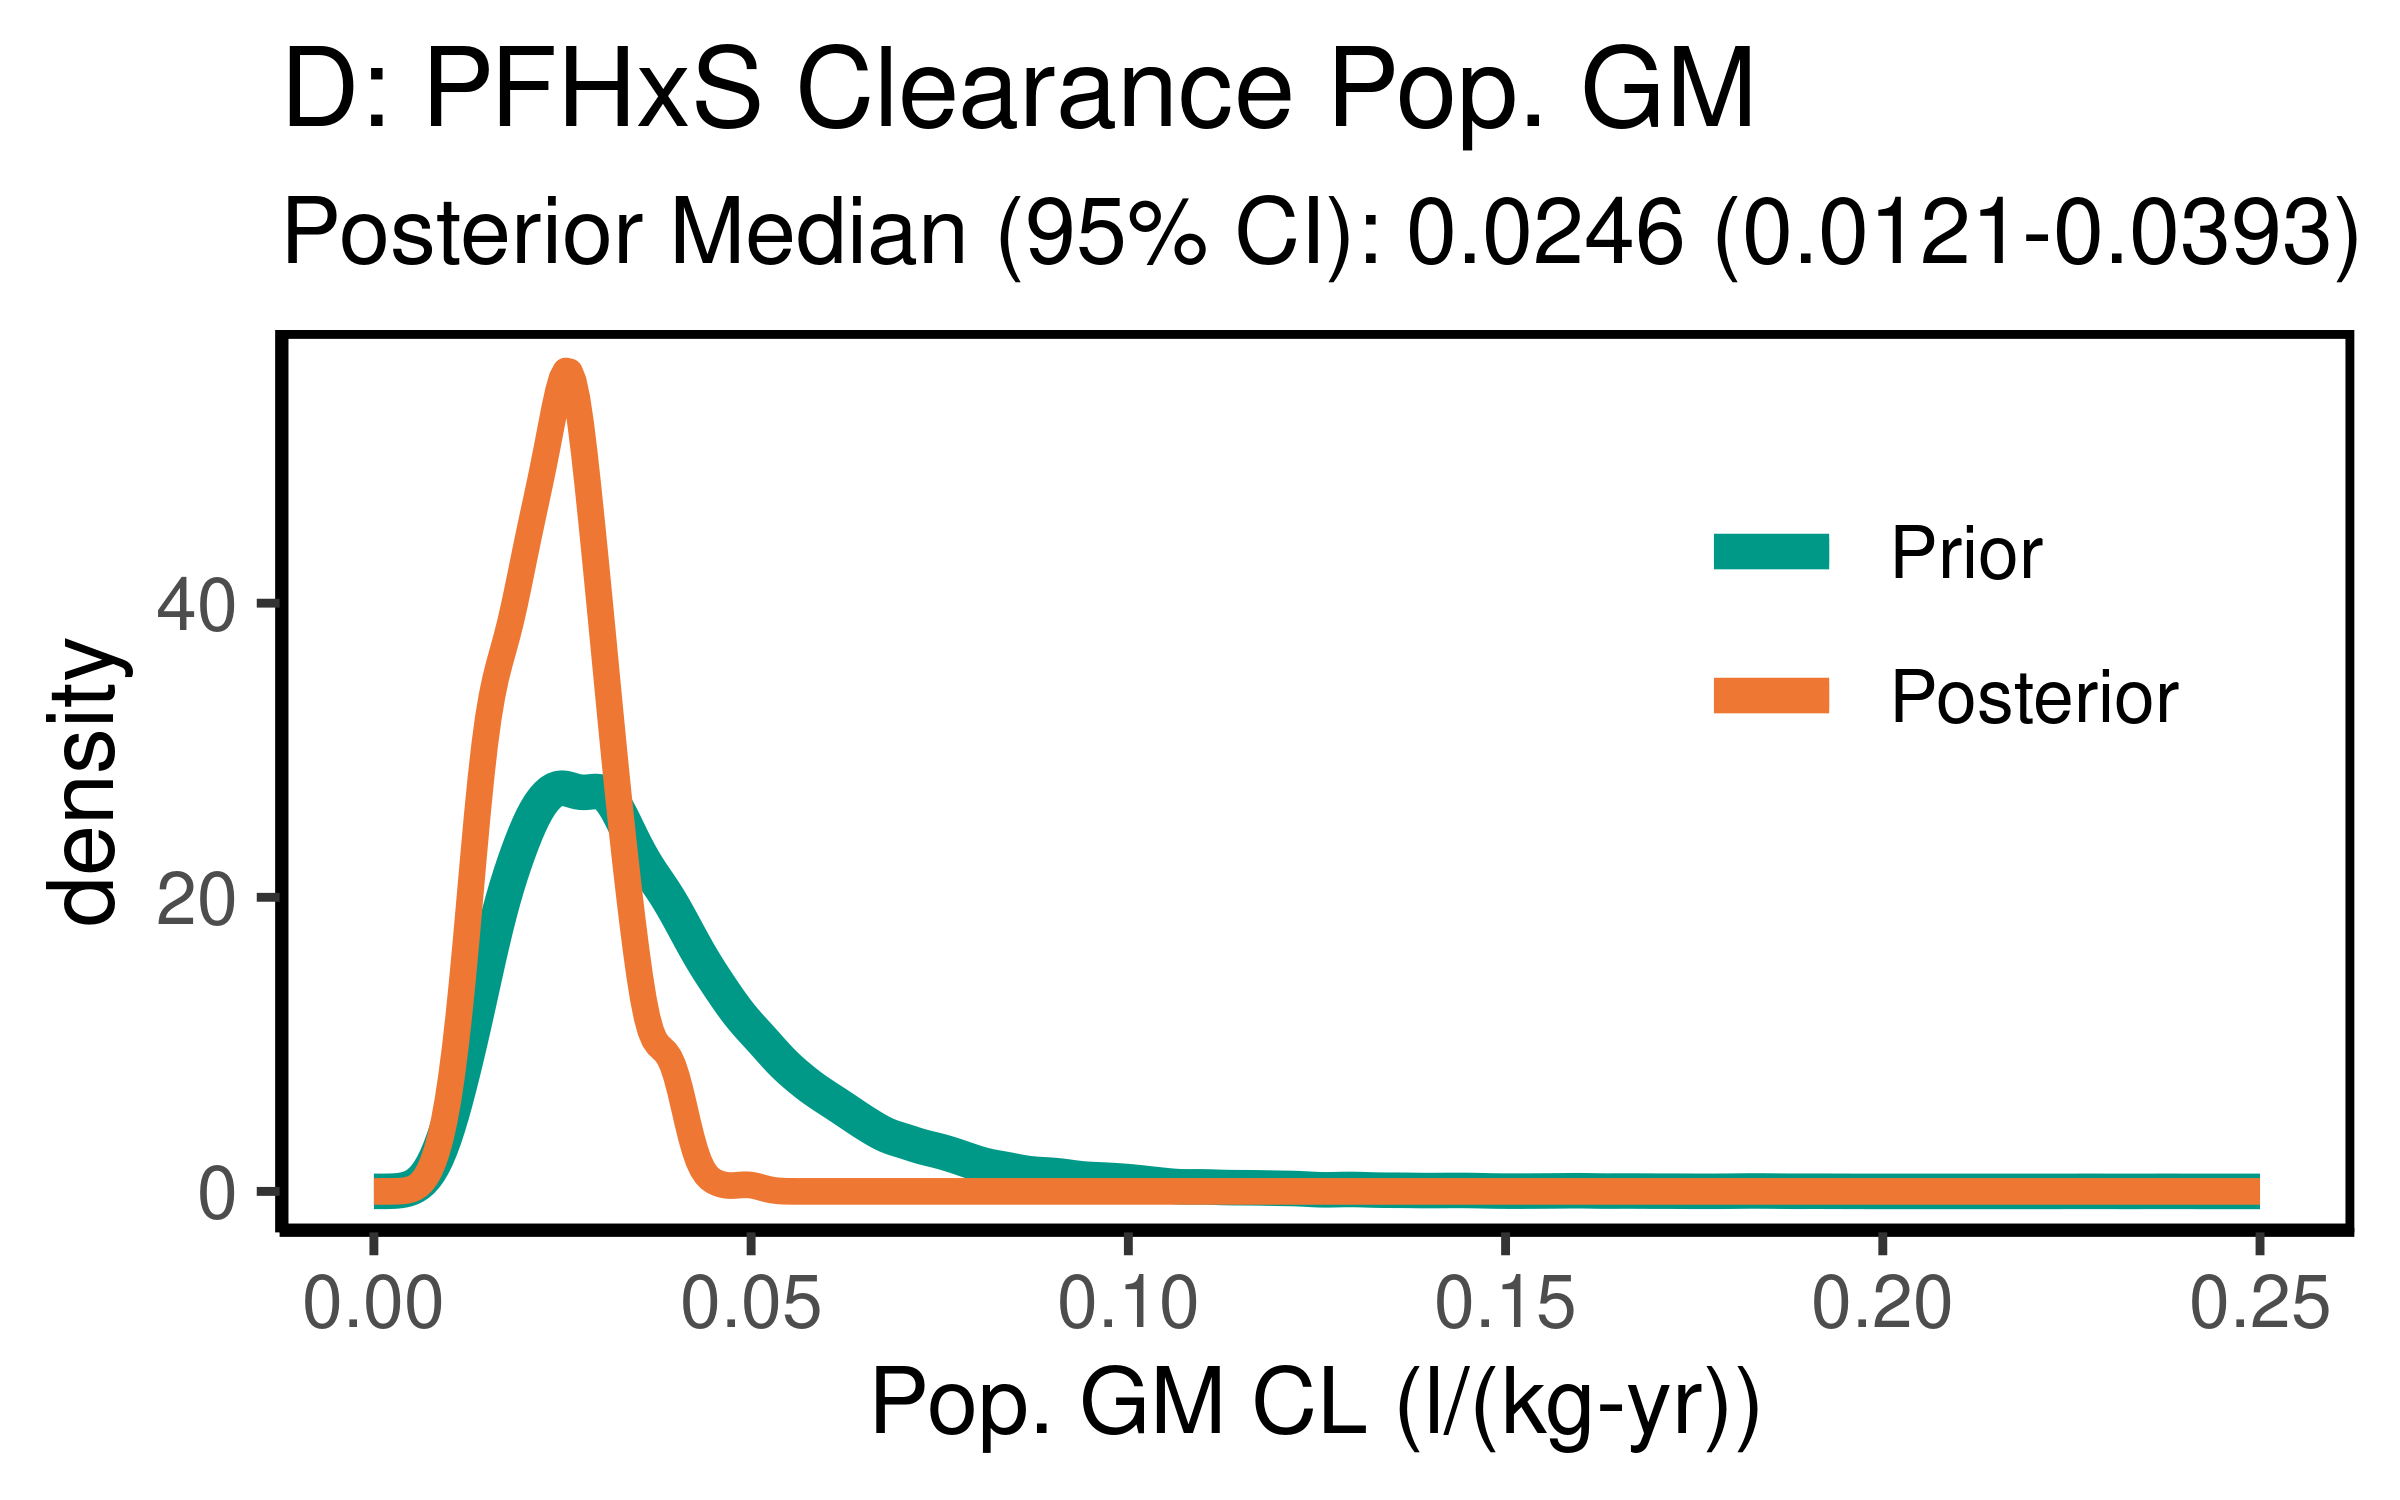 D: PFHxS Clearance Pop. GM
Posterior Median (95% CI): 0.0246 (0.0121-0.0393)
density
40
20
0
Prior
Posterior
0.00 0.05 0.10 0.15 0.20 0.25
Pop. GM CL (l/(kg-yr))